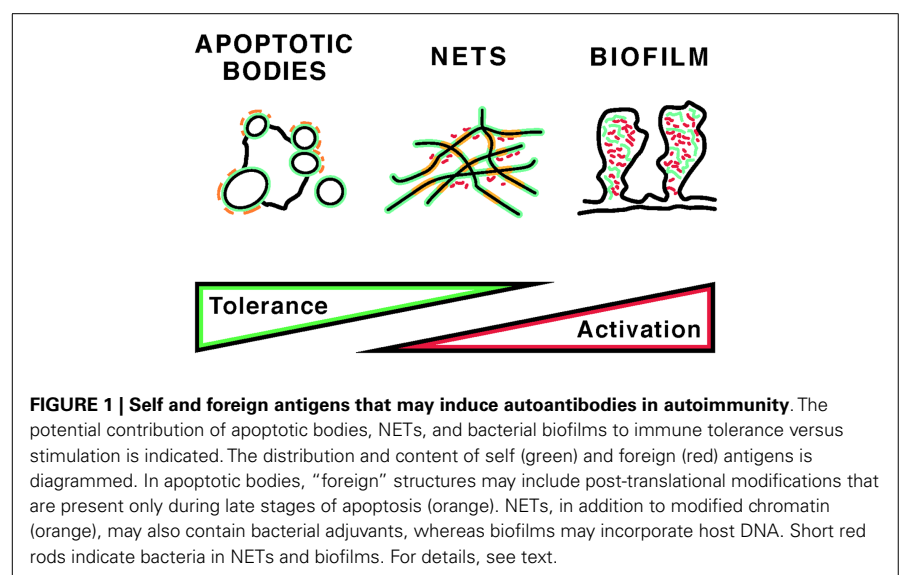 APOPTOTIC
BODIES
NETS
BIOFILM
Tolerance
Activation
FIGURE 1 | Self and foreign antigens that may induce autoantibodies in autoimmunity. The
potential contribution of apoptotic bodies, NETs, and bacterial biofilms to immune tolerance versus
stimulation is indicated. The distribution and content of self (green) and foreign (red) antigens is
diagrammed. In apoptotic bodies, “foreign” structures may include post-translational modifications that
are present only during late stages of apoptosis (orange). NETs, in addition to modified chromatin
(orange), may also contain bacterial adjuvants, whereas biofilms may incorporate host DNA. Short red
rods indicate bacteria in NETs and biofilms. For details, see text.